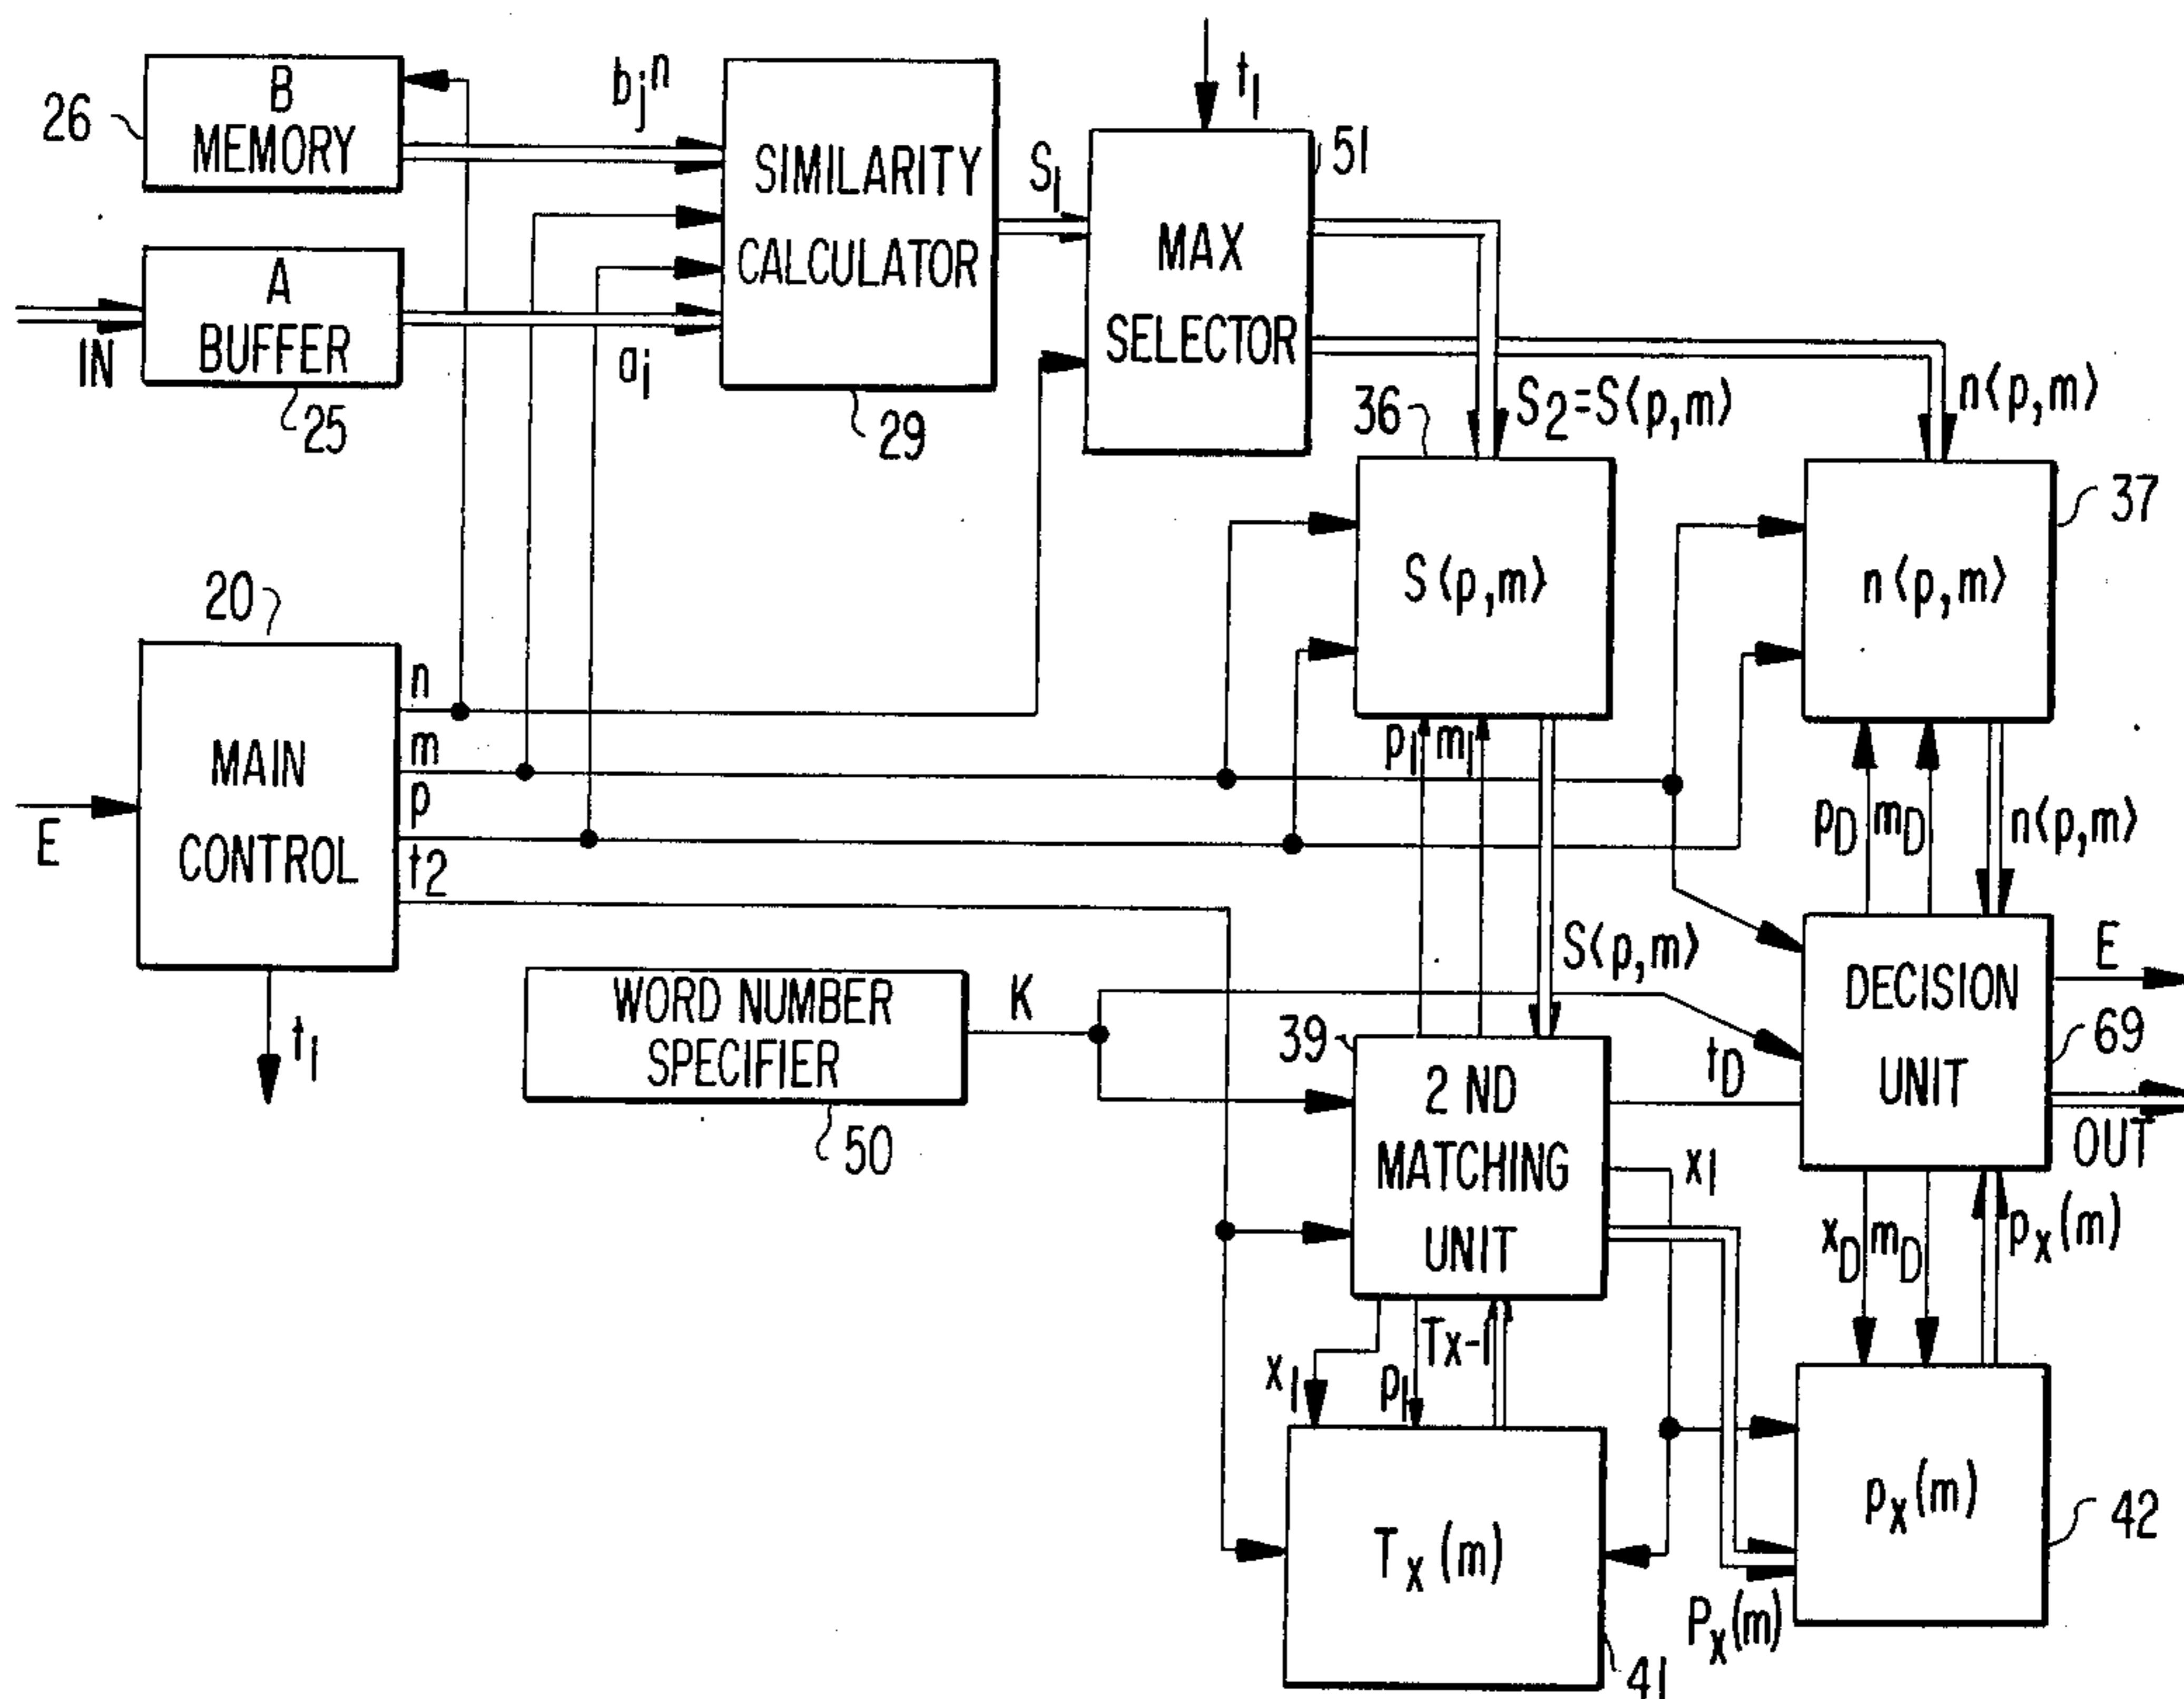 B
MEMORY
26
b_j^n
SIMILARITY
CALCULATOR
29
S_1
t_1
51
MAX
SELECTOR
A
BUFFER
IN
25
a_i
36
S_2=S⟨p,m⟩
n⟨p,m⟩
S⟨p,m⟩
n⟨p,m⟩
37
20
MAIN
CONTROL
n
m
p
t_2
E
t_1
p_1 m_1
S⟨p,m⟩
p_D m_D
n⟨p,m⟩
WORD NUMBER
SPECIFIER
50
K
39
2 ND
MATCHING
UNIT
t_D
DECISION
UNIT
E
69
OUT
x_1
x_D m_D
p_x(m)
x_1
p_1
Tx-1
T_x(m)
41
p_x(m)
42
P_x(m)